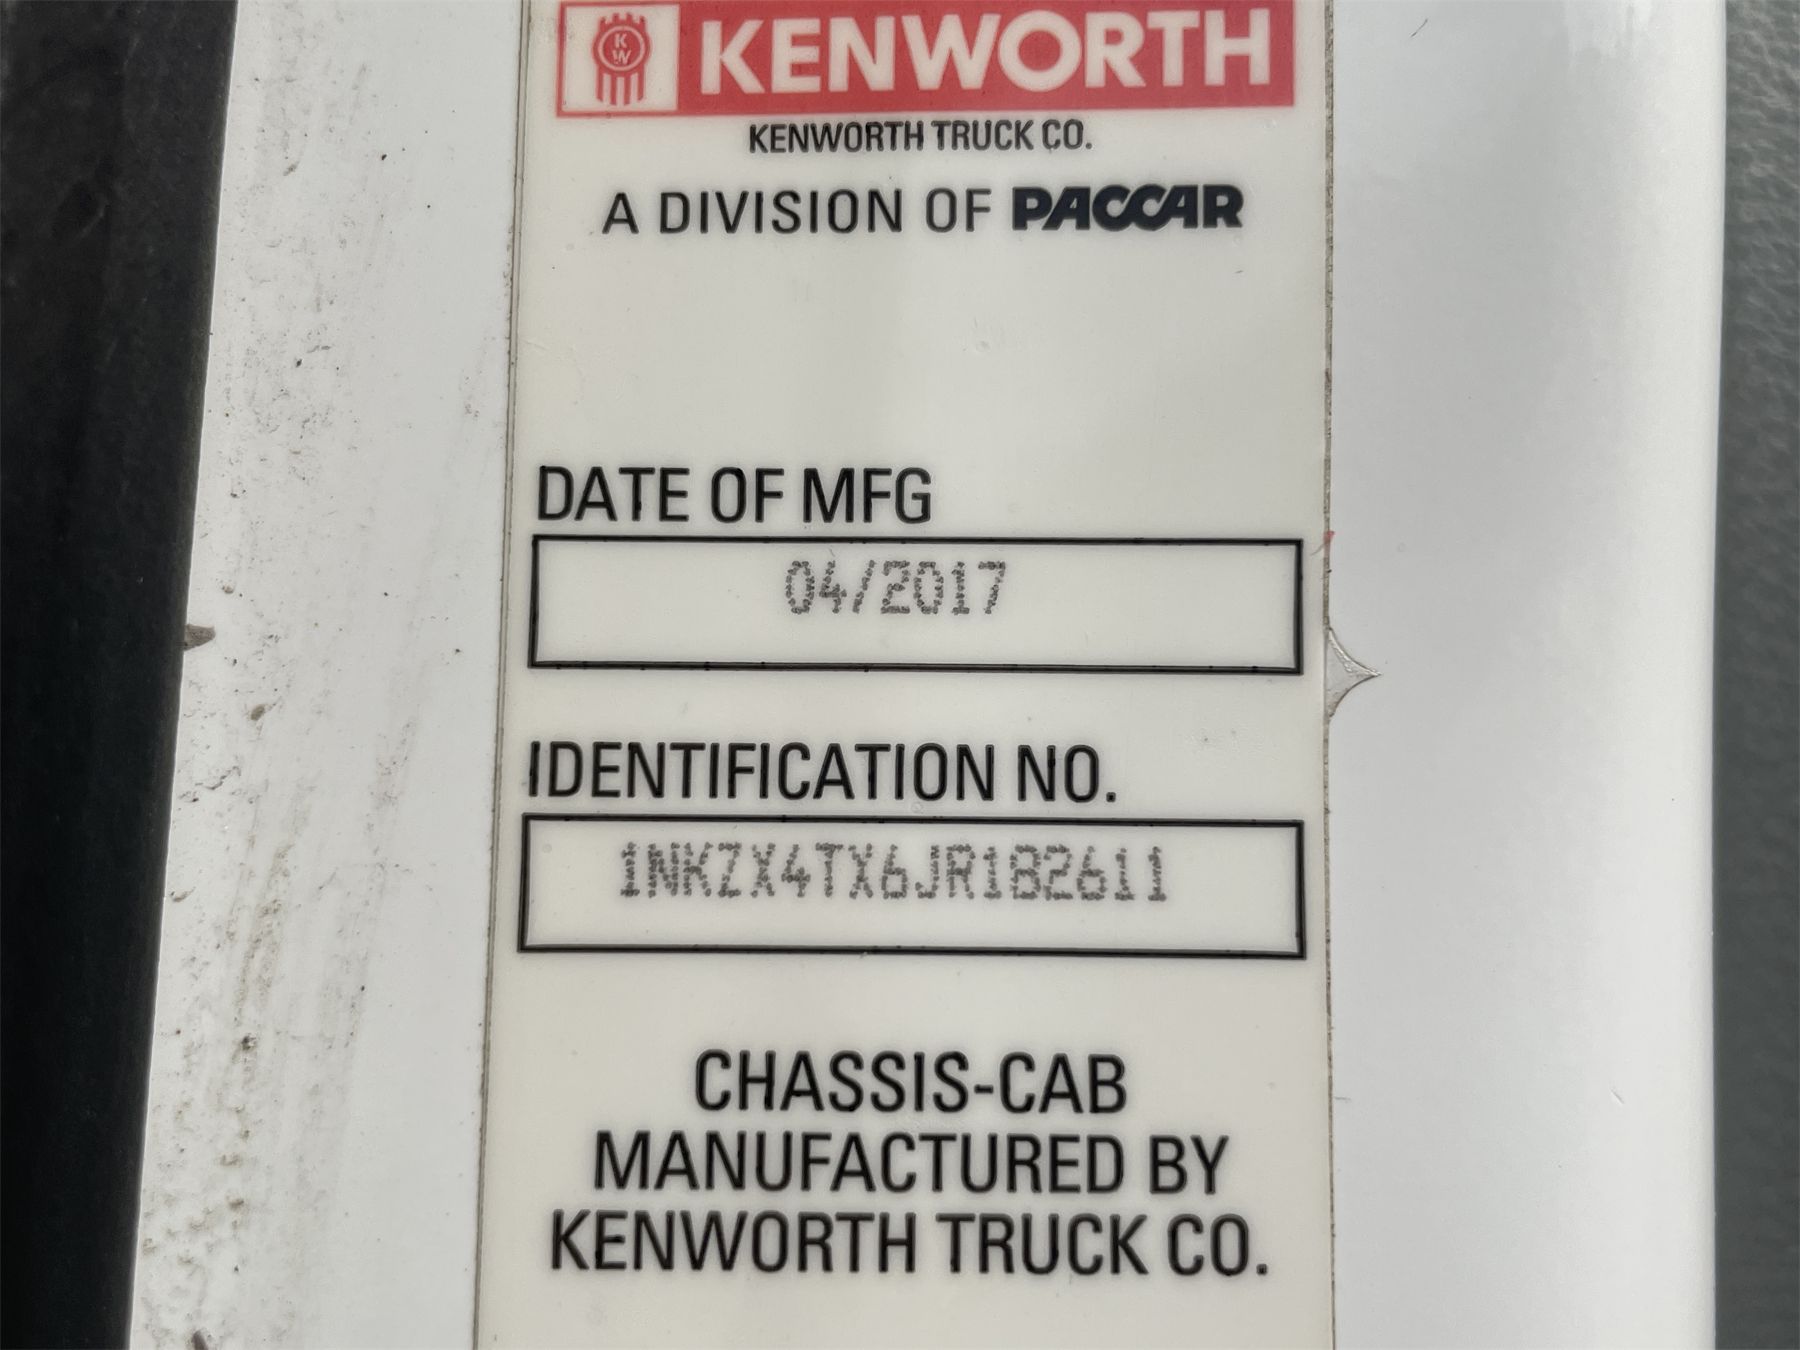 KW KENWORTH
KENWORTH TRUCK CO.
A DIVISION OF PACCAR
DATE OF MFG
04/2017
IDENTIFICATION NO.
1NKZX4TX6JR182611
CHASSIS-CAB
MANUFACTURED BY
KENWORTH TRUCK CO.